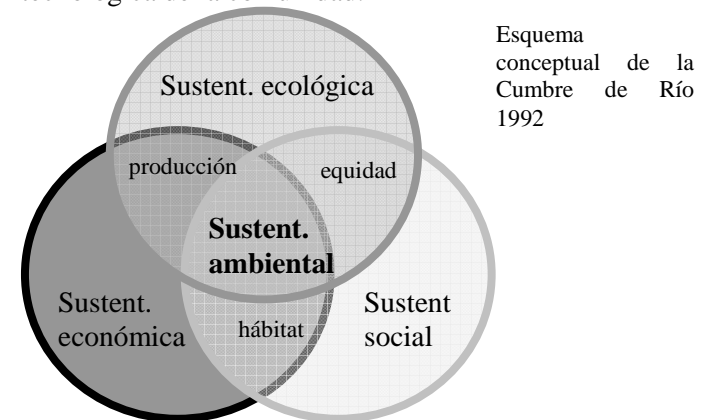 Esquema
conceptual de la
Cumbre de Río
1992
Sustent. ecológica
producción
equidad
Sustent.
ambiental
Sustent.
económica
hábitat
Sustent
social